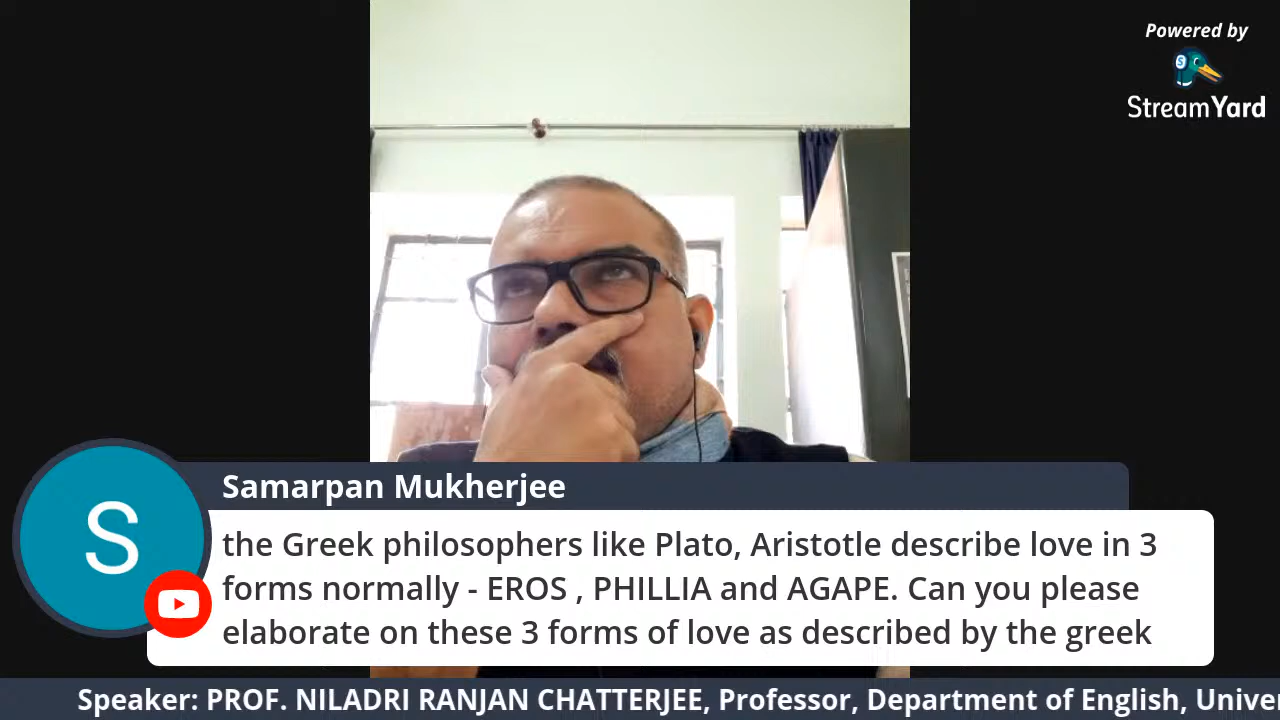 Powered by
StreamYard
Samarpan Mukherjee
S
the Greek philosophers like Plato, Aristotle describe love in 3
forms normally - EROS , PHILLIA and AGAPE. Can you please
elaborate on these 3 forms of love as described by the greek
Speaker: PROF. NILADRI RANJAN CHATTERJEE, Professor, Department of English, Unive